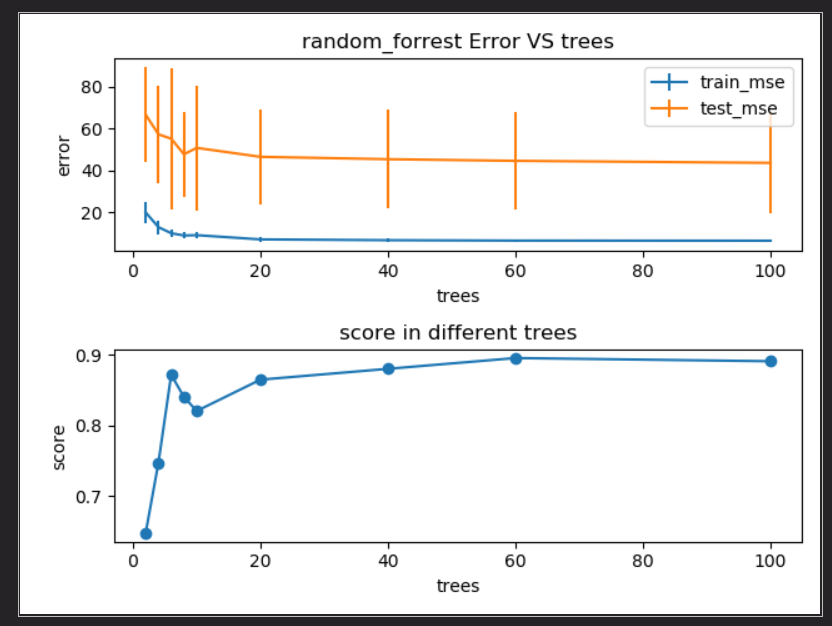 random_forrest Error VS trees
train_mse
test_mse
80
60
40
20
error
0 20 40 60 80 100
trees
score in different trees
0.9
0.8
0.7
score
0 20 40 60 80 100
trees